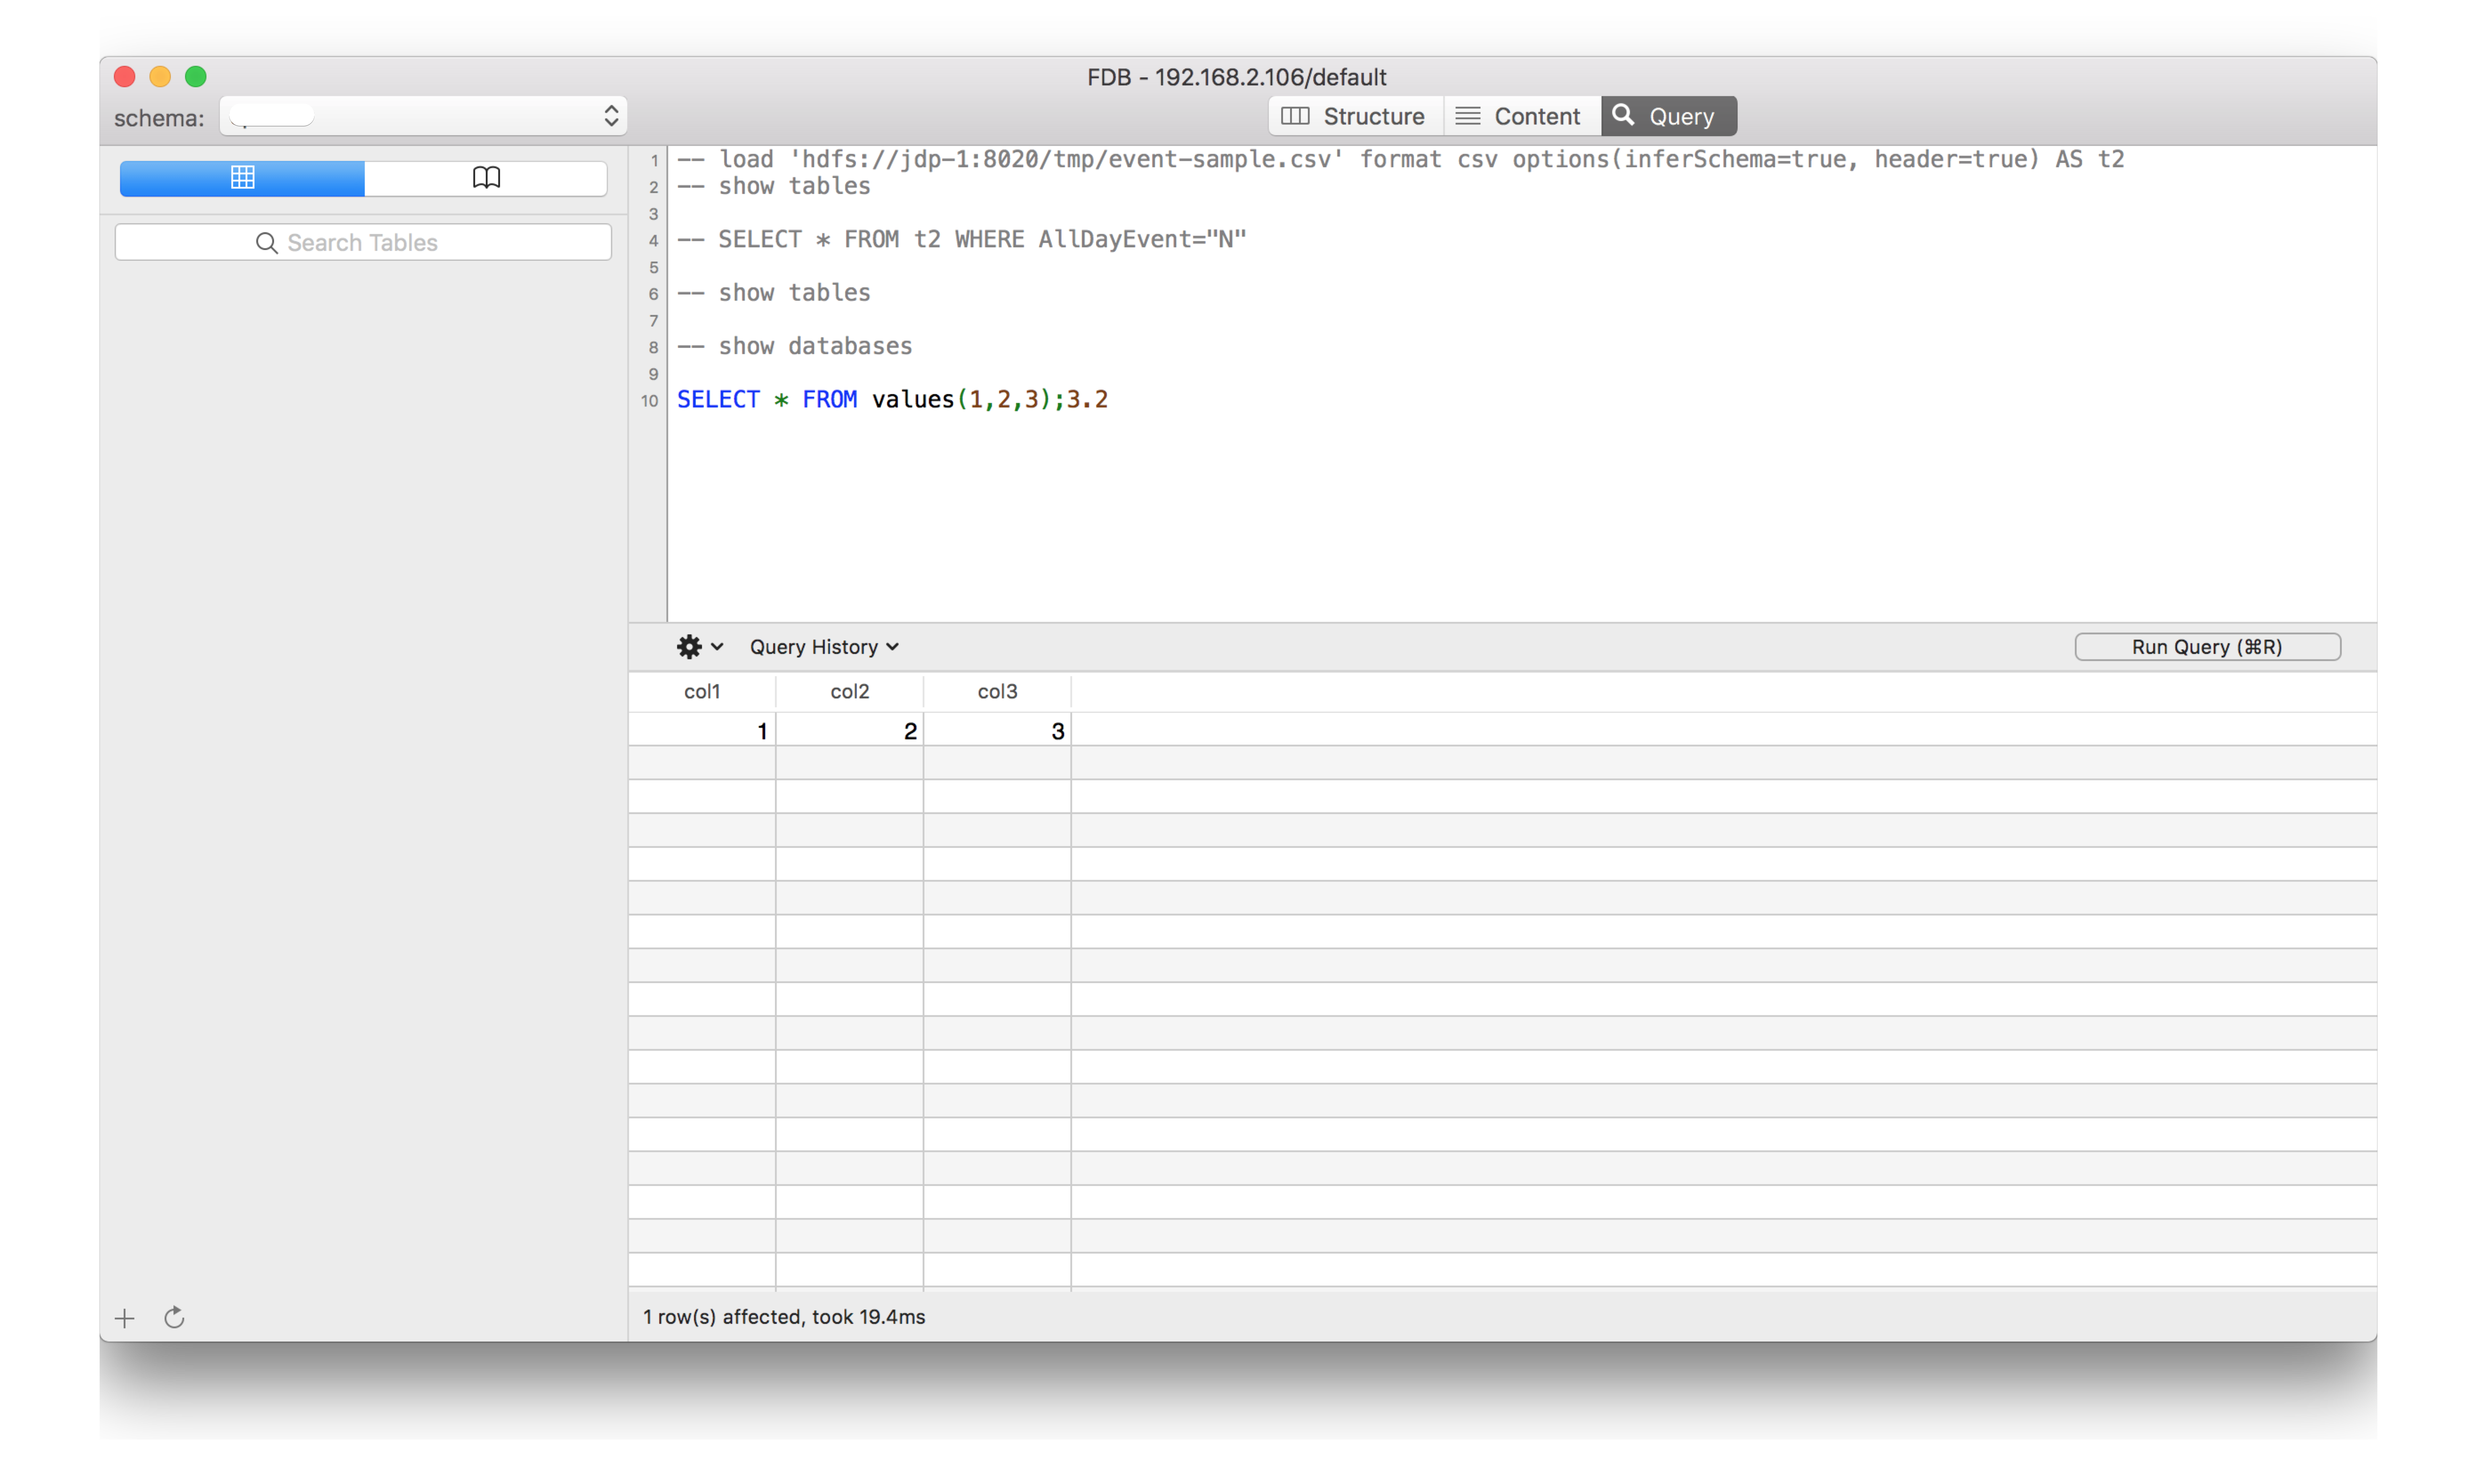 FDB - 192.168.2.106/default
schema:
Structure
Content
Query
Search Tables
1 -- load 'hdfs://jdp-1:8020/tmp/event-sample.csv' format csv options(inferSchema=true, header=true) AS t2
2 -- show tables
3
4 -- SELECT * FROM t2 WHERE AllDayEvent="N"
5
6 -- show tables
7
8 -- show databases
9
10 SELECT * FROM values(1,2,3);3.2
Query History
Run Query (⌘R)
col1 col2 col3
1 2 3
1 row(s) affected, took 19.4ms